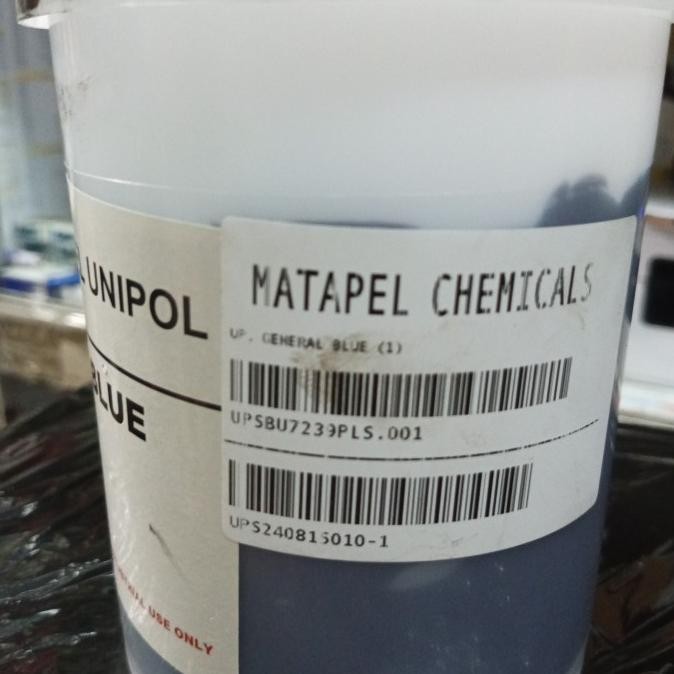 UNIPOL
BLUE
USE ONLY
MATAPEL CHEMICALS
UP. GENERAL BLUE (1)
UPSBU7239PLS.001
UPS240815010-1